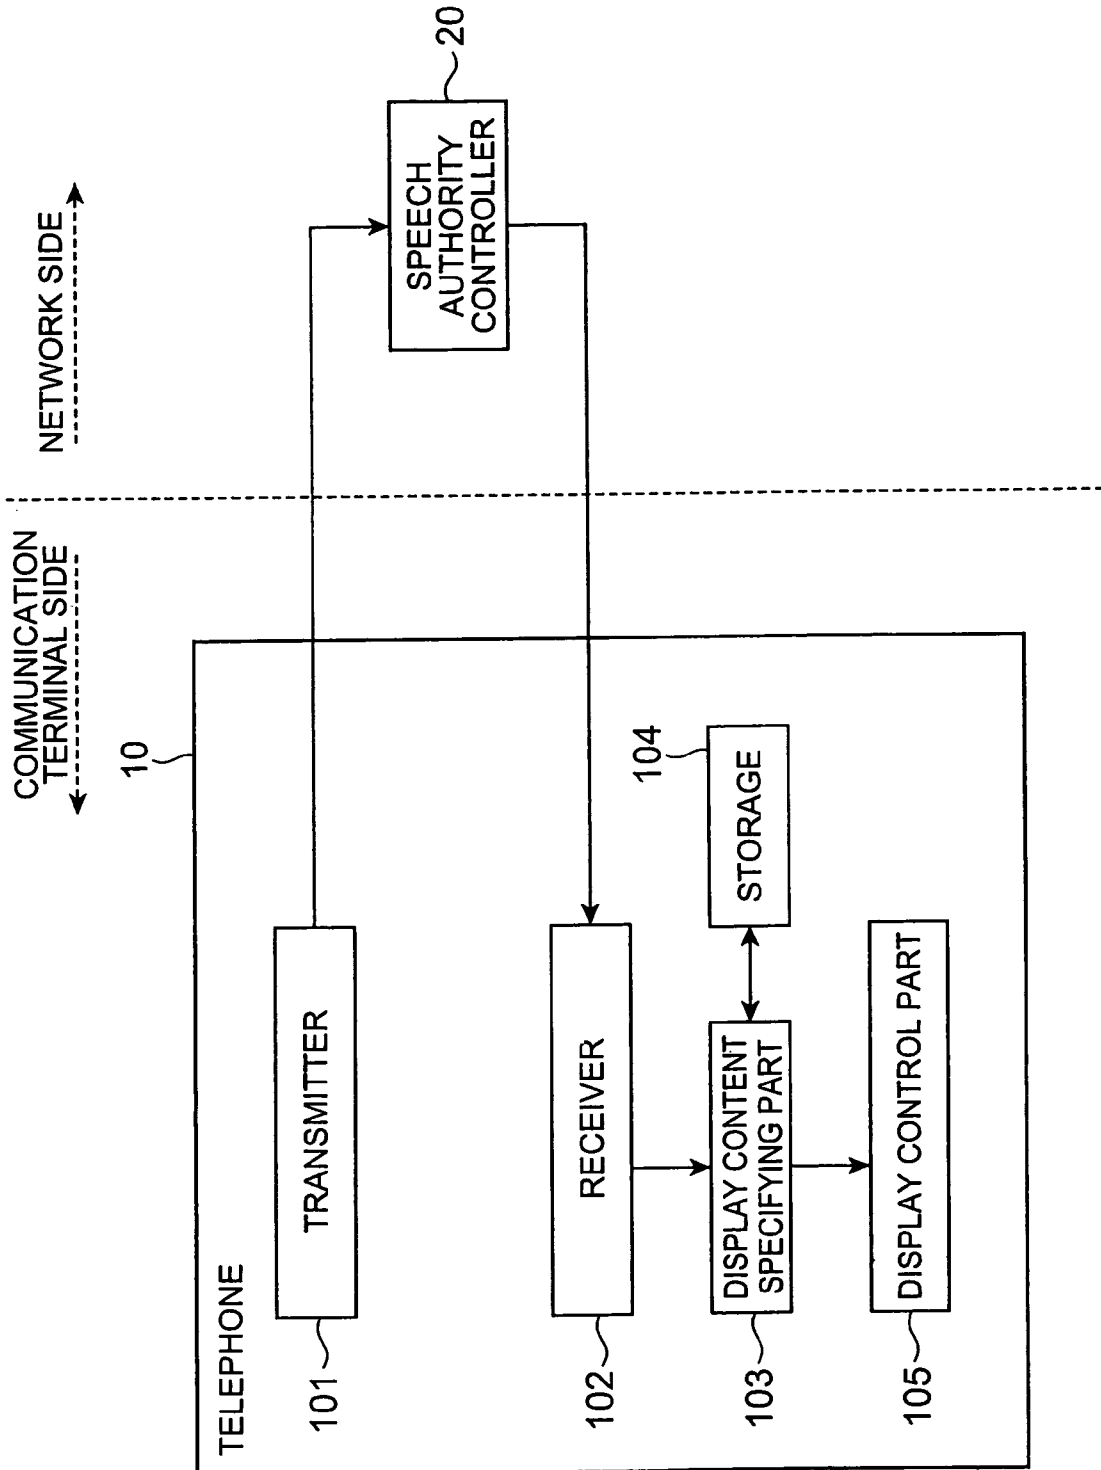 COMMUNICATION
TERMINAL SIDE
NETWORK SIDE
10
TELEPHONE
TRANSMITTER
101
SPEECH
AUTHORITY
CONTROLLER
20
RECEIVER
102
DISPLAY CONTENT
SPECIFYING PART
103
STORAGE
104
DISPLAY CONTROL PART
105